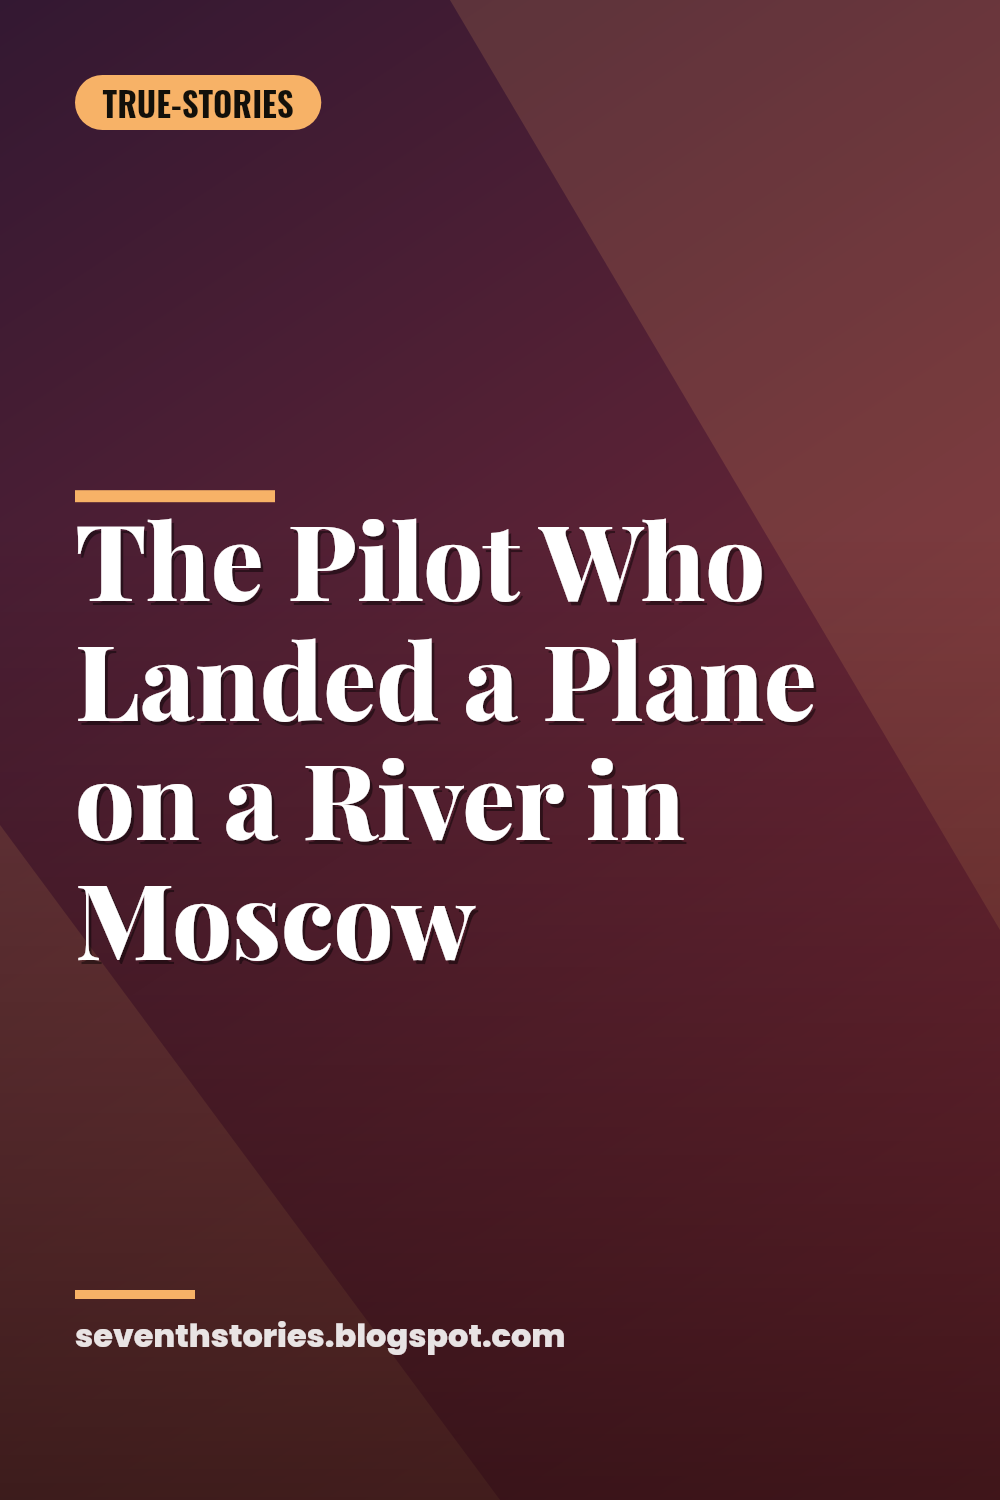 TRUE-STORIES
The Pilot Who
Landed a Plane
on a River in
Moscow
seventhstories.blogspot.com